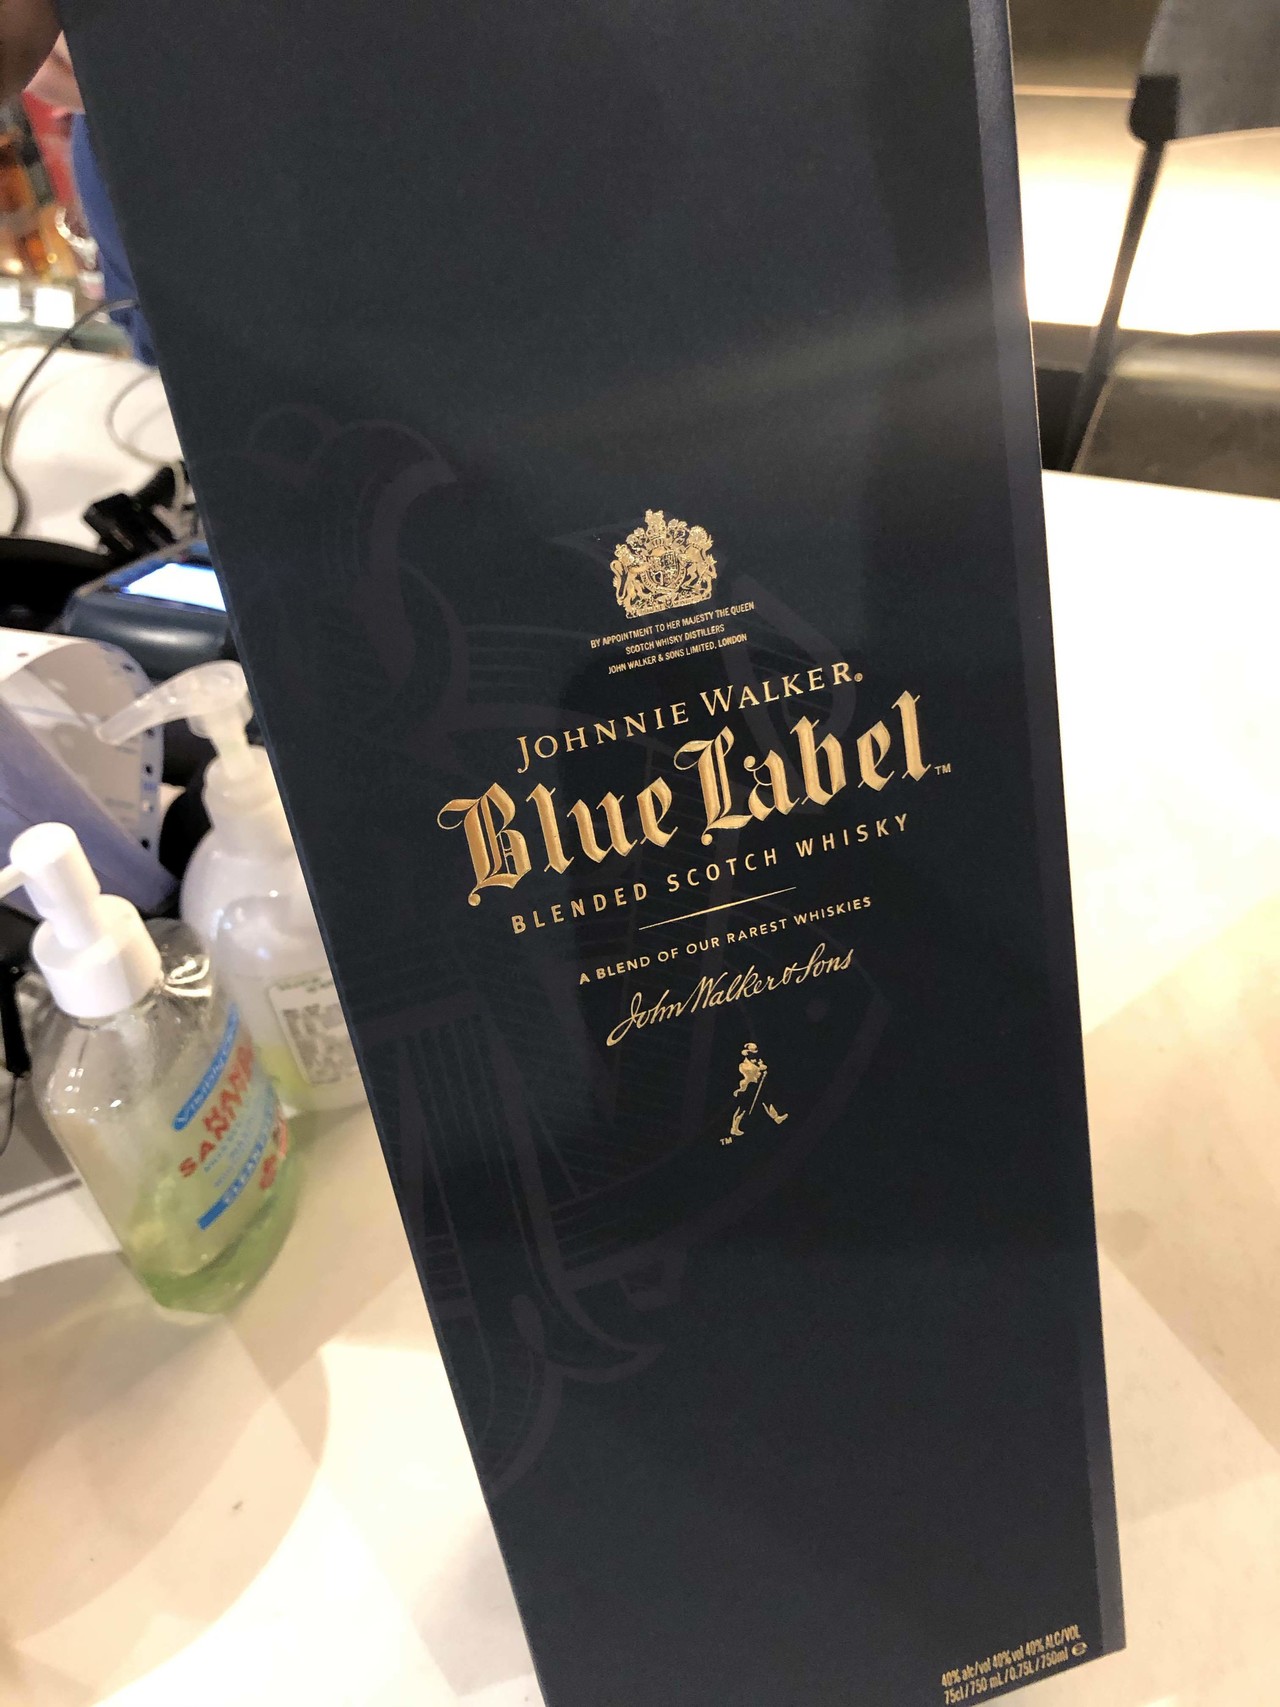 BY APPOINTMENT TO HER MAJESTY THE QUEEN
SCOTCH WHISKY DISTILLERS
JOHN WALKER & SONS LIMITED, LONDON
JOHNNIE WALKER®
Blue Label™
BLENDED SCOTCH WHISKY
A BLEND OF OUR RAREST WHISKIES
John Walker & Sons
TM
40% alc/vol 40% vol 40% ALC/VOL
75cl / 750 mL / 0.75L / 750ml e
HAND
SANI